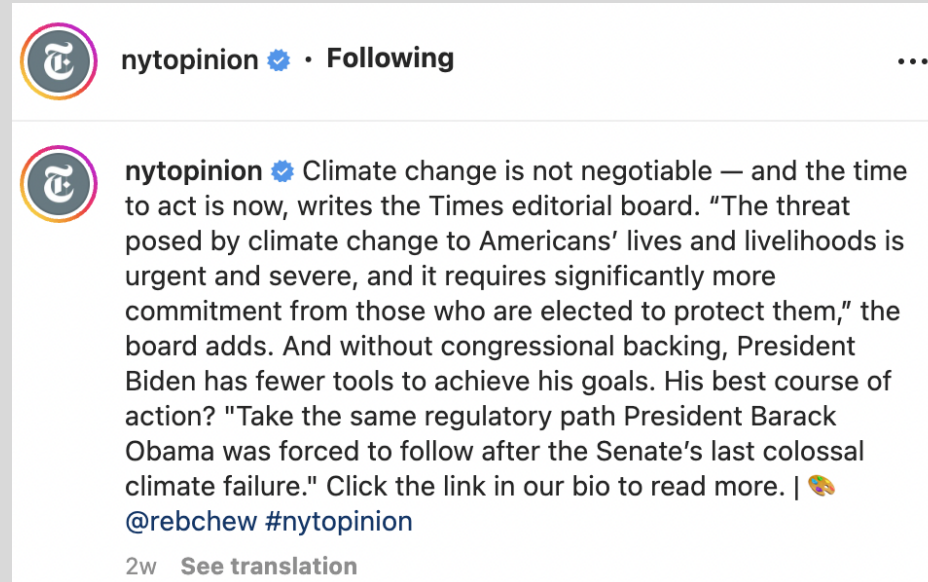 nytopinion • Following
nytopinion Climate change is not negotiable — and the time
to act is now, writes the Times editorial board. “The threat
posed by climate change to Americans’ lives and livelihoods is
urgent and severe, and it requires significantly more
commitment from those who are elected to protect them,” the
board adds. And without congressional backing, President
Biden has fewer tools to achieve his goals. His best course of
action? "Take the same regulatory path President Barack
Obama was forced to follow after the Senate’s last colossal
climate failure." Click the link in our bio to read more. | 🎨
@rebchew #nytopinion
2w See translation